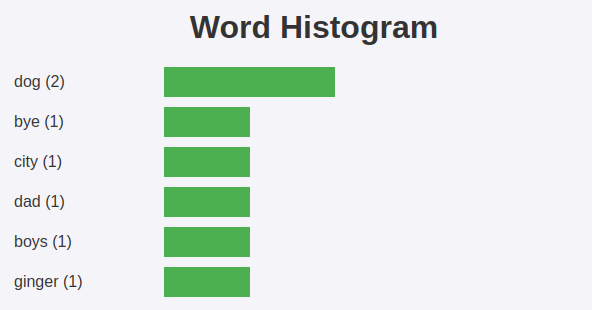 Word Histogram
dog (2)
bye (1)
city (1)
dad (1)
boys (1)
ginger (1)